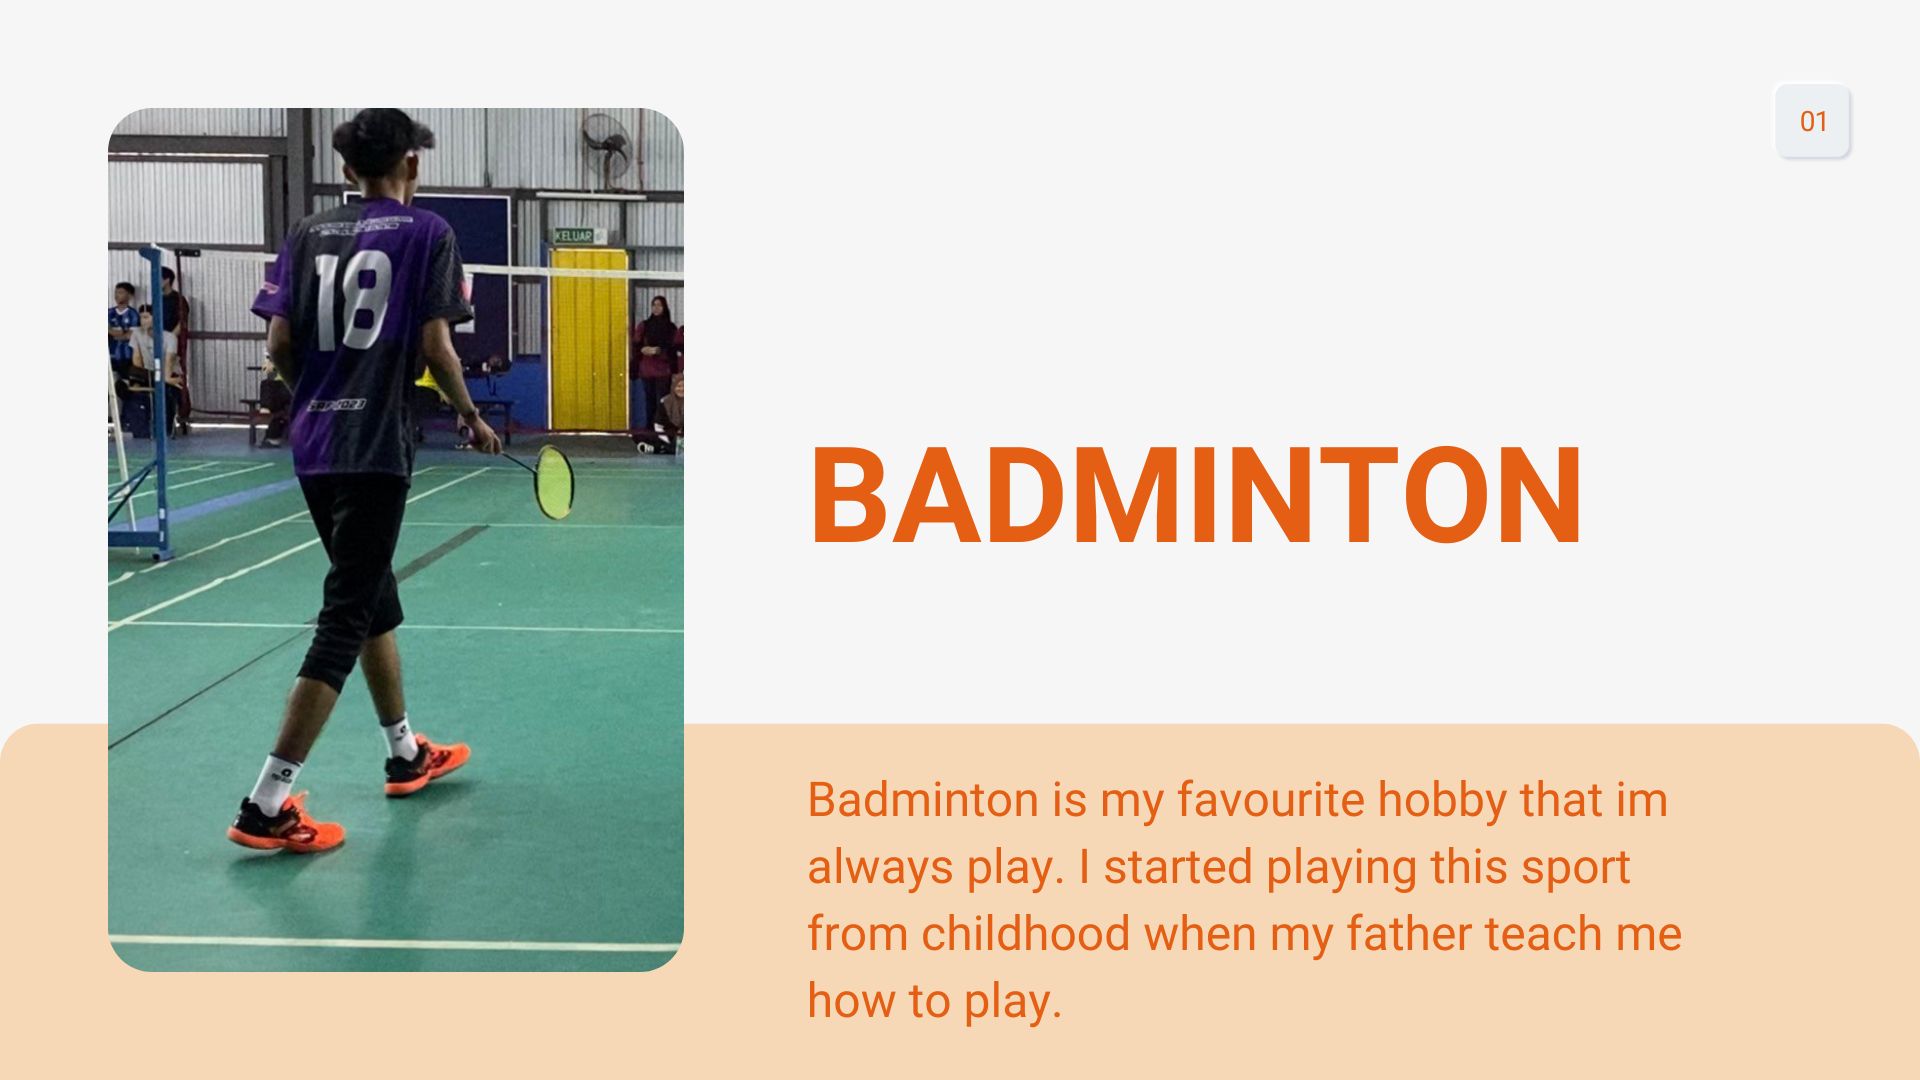 01
KELUAR
18
BADMINTON
Badminton is my favourite hobby that im
always play. I started playing this sport
from childhood when my father teach me
how to play.